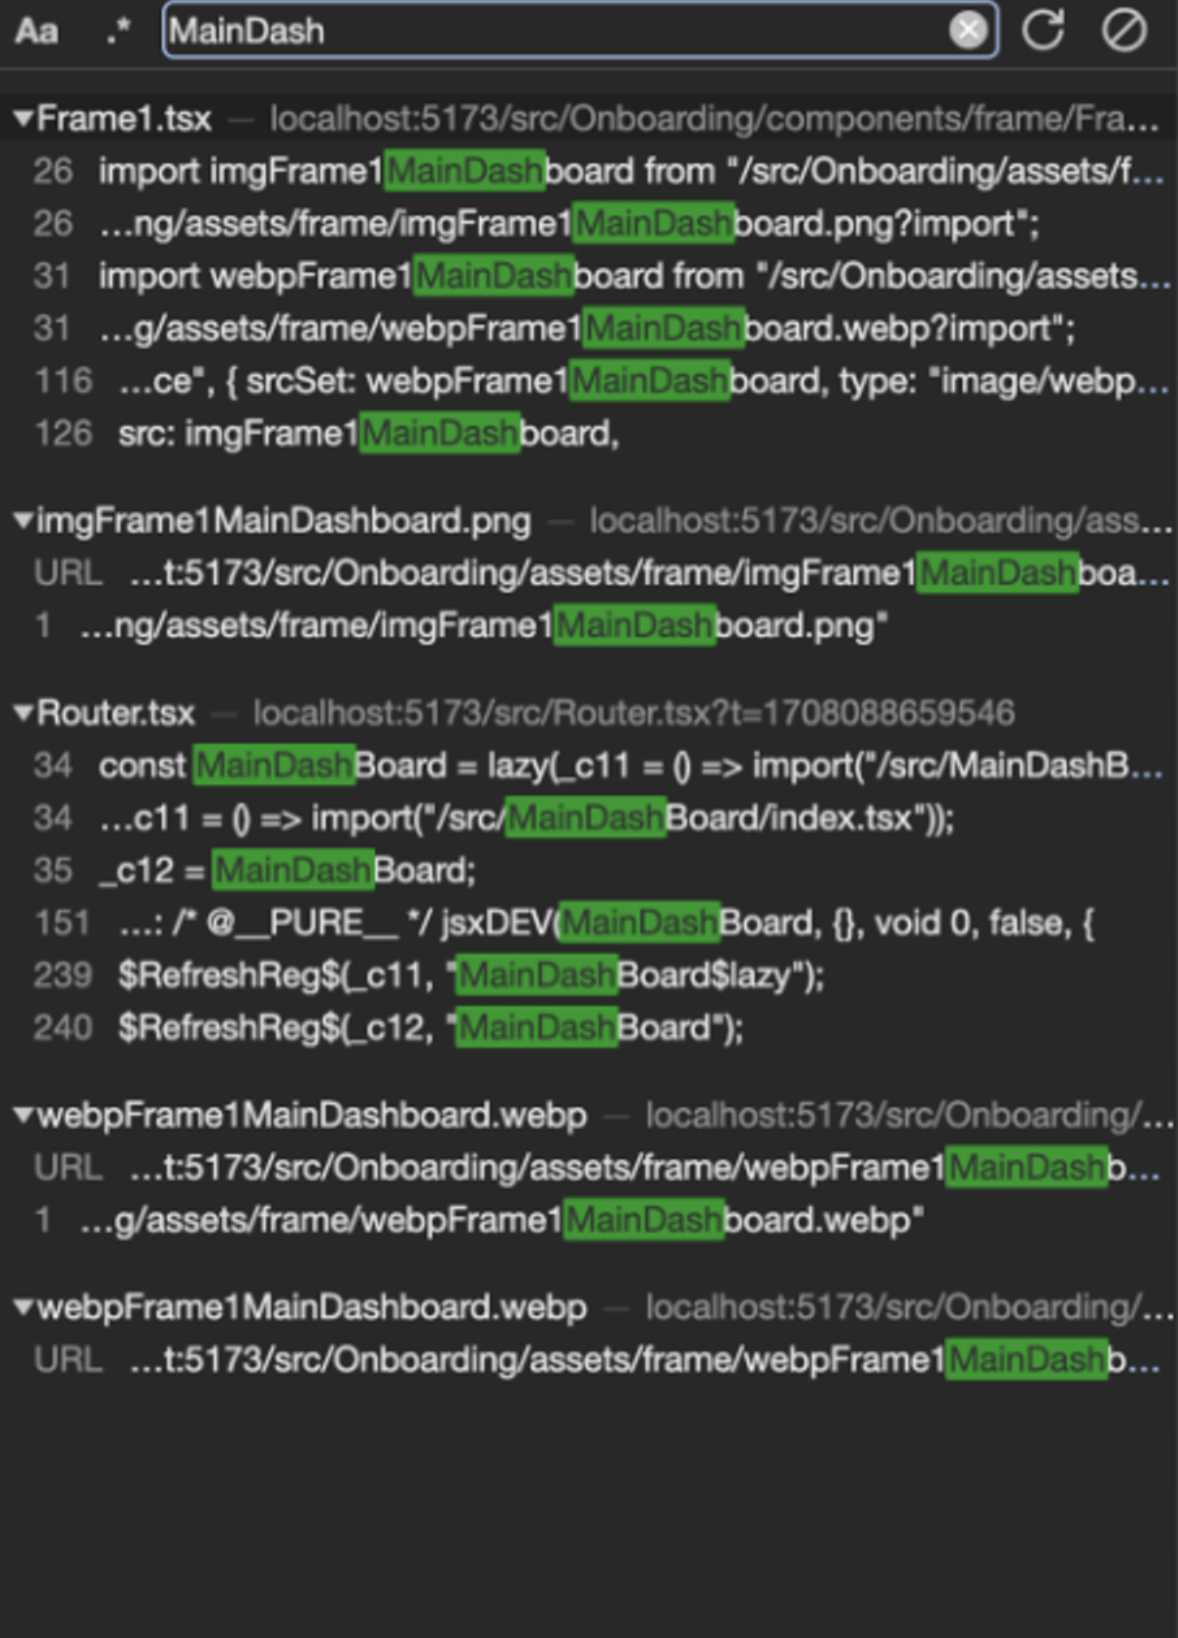 Aa .* MainDash
Frame1.tsx — localhost:5173/src/Onboarding/components/frame/Fra...
26 import imgFrame1MainDashboard from "/src/Onboarding/assets/f...
26 ...ng/assets/frame/imgFrame1MainDashboard.png?import";
31 import webpFrame1MainDashboard from "/src/Onboarding/assets...
31 ...g/assets/frame/webpFrame1MainDashboard.webp?import";
116 ...ce", { srcSet: webpFrame1MainDashboard, type: "image/webp...
126 src: imgFrame1MainDashboard,
imgFrame1MainDashboard.png — localhost:5173/src/Onboarding/ass...
URL ...t:5173/src/Onboarding/assets/frame/imgFrame1MainDashboa...
1 ...ng/assets/frame/imgFrame1MainDashboard.png"
Router.tsx — localhost:5173/src/Router.tsx?t=1708088659546
34 const MainDashBoard = lazy(_c11 = () => import("/src/MainDashB...
34 ...c11 = () => import("/src/MainDashBoard/index.tsx"));
35 _c12 = MainDashBoard;
151 ...: /* @__PURE__ */ jsxDEV(MainDashBoard, {}, void 0, false, {
239 $RefreshReg$(_c11, "MainDashBoard$lazy");
240 $RefreshReg$(_c12, "MainDashBoard");
webpFrame1MainDashboard.webp — localhost:5173/src/Onboarding/...
URL ...t:5173/src/Onboarding/assets/frame/webpFrame1MainDashb...
1 ...g/assets/frame/webpFrame1MainDashboard.webp"
webpFrame1MainDashboard.webp — localhost:5173/src/Onboarding/...
URL ...t:5173/src/Onboarding/assets/frame/webpFrame1MainDashb...